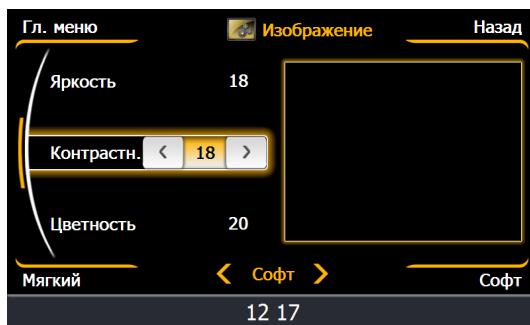 Гл. меню Изображение Назад
Яркость 18
Контрастн. 18
Цветность 20
Мягкий Софт Софт
12 17